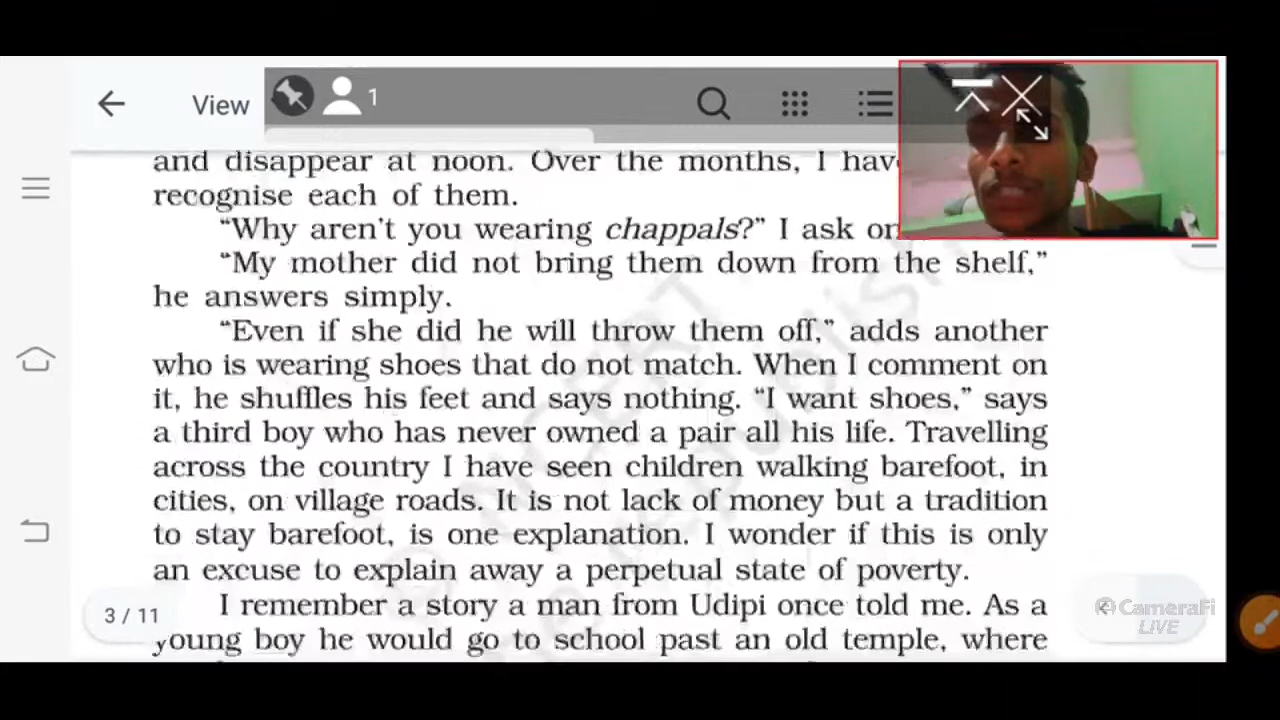 View
1
and disappear at noon. Over the months, I have
recognise each of them.
“Why aren’t you wearing chappals?” I ask
“My mother did not bring them down from the shelf,”
he answers simply.
“Even if she did he will throw them off,” adds another
who is wearing shoes that do not match. When I comment on
it, he shuffles his feet and says nothing. “I want shoes,” says
a third boy who has never owned a pair all his life. Travelling
across the country I have seen children walking barefoot, in
cities, on village roads. It is not lack of money but a tradition
to stay barefoot, is one explanation. I wonder if this is only
an excuse to explain away a perpetual state of poverty.
3 / 11
I remember a story a man from Udipi once told me. As a
young boy he would go to school past an old temple, where
CameraFi
LIVE